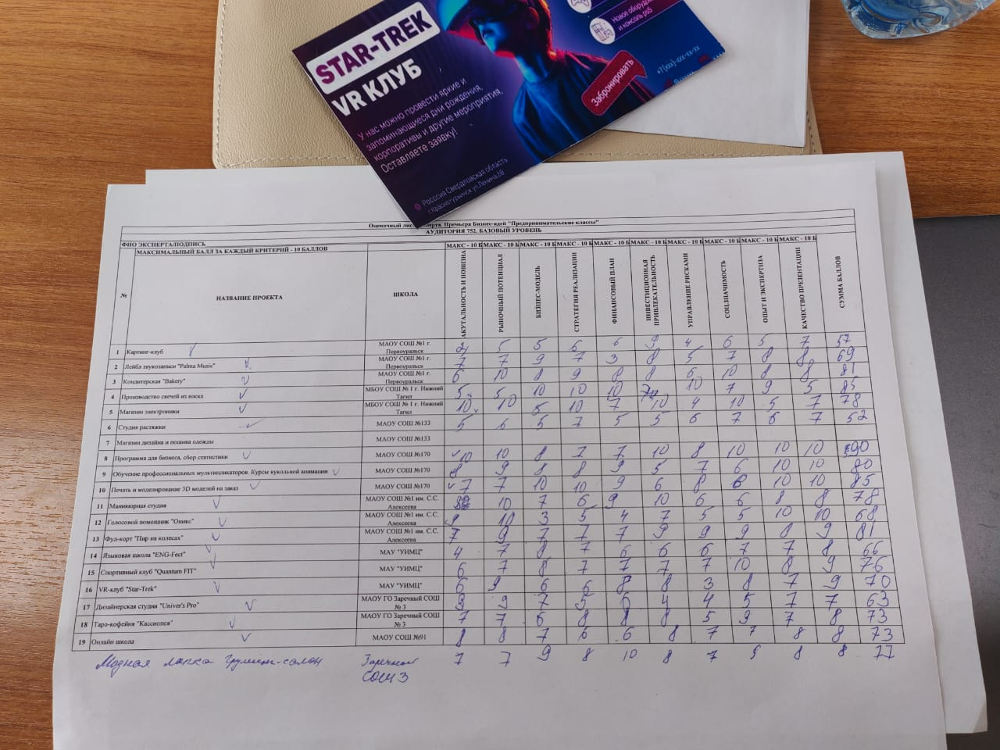 STAR-TREK
VR КЛУБ
У нас можно провести яркие и
запоминающиеся дни рождения,
корпоративы и другие мероприятия,
Оставляете заявку!
Росссия Свердловская область
г.Краснотурьинск ул.Ленина,68
Новое оборудов
и консоль ps5
Забронировать
+7(xxx)-xxx-xx-xx
Оценочный лист эксперта. Премьера Бизнес-идей "Предпринимательские классы"
АУДИТОРИЯ 752. БАЗОВЫЙ УРОВЕНЬ
ФИО ЭКСПЕРТА/ПОДПИСЬ
МАКСИМАЛЬНЫЙ БАЛЛ ЗА КАЖДЫЙ КРИТЕРИЙ - 10 БАЛЛОВ МАКС - 10 Б МАКС - 10 Б МАКС - 10 Б МАКС - 10 Б МАКС - 10 Б МАКС - 10 Б МАКС - 10 Б МАКС - 10 Б МАКС - 10 Б МАКС - 10 Б
№ НАЗВАНИЕ ПРОЕКТА ШКОЛА АКУТАЛЬНОСТЬ И НОВИЗНА РЫНОЧНЫЙ ПОТЕНЦИАЛ БИЗНЕС-МОДЕЛЬ СТРАТЕГИЯ РЕАЛИЗАЦИИ ФИНАНСОВЫЙ ПЛАН ИНВЕСТИЦИОННАЯ ПРИВЛЕКАТЕЛЬНОСТЬ УПРАВЛЕНИЕ РИСКАМИ СОЦ.ЗНАЧИМОСТЬ ОПЫТ И ЭКСПЕРТИЗА КАЧЕСТВО ПРЕЗЕНТАЦИИ СУММА БАЛЛОВ
1 Картинг-клуб МАОУ СОШ №1 г. Первоуральск 5 5 6 6 9 4 6 5 7 57
2 Лейбл звукозаписи "Palma Music" МАОУ СОШ №1 г. Первоуральск 7 7 9 7 3 8 5 7 8 8 69
3 Кондитерская "Bakery" МАОУ СОШ №1 г. Первоуральск 6 10 8 9 8 8 6 10 8 8 81
4 Производство свечей из воска МБОУ СОШ № 1 г. Нижний Тагил 5 5 10 10 10 10 7 9 5 85
5 Магазин электроники МБОУ СОШ № 1 г. Нижний Тагил 10 10 5 10 7 10 4 10 5 7 78
6 Студия растяжки МАОУ СОШ №133 5 6 5 7 5 5 6 7 6 7 52
7 Магазин дизайна и пошива одежды МАОУ СОШ №133
8 Программа для бизнеса, сбор статистики МАОУ СОШ №170 10 10 8 7 7 10 8 10 10 10 90
9 Обучение профессиональных мультипликаторов. Курсы кукольной анимации МАОУ СОШ №170 8 9 8 8 9 5 7 6 10 10 80
10 Печать и моделирование 3D моделей на заказ МАОУ СОШ №170 7 7 10 10 9 6 8 8 10 10 85
11 Маникюрная студия МАОУ СОШ №1 им. С.С. Алексеева 10 7 6 9 10 6 6 8 8 78
12 Голосовой помощник "Оникс" МАОУ СОШ №1 им. С.С. Алексеева 9 10 3 5 4 7 5 5 10 10 68
13 Фуд-корт "Пир на колесах" МАОУ СОШ №1 им. С.С. Алексеева 7 9 7 7 7 9 9 9 8 9 81
14 Языковая школа "ENG-Fect" МАУ "УИМЦ" 4 7 8 7 6 6 6 7 7 8 66
15 Спортивный клуб "Quantum FIT" МАУ "УИМЦ" 6 7 8 7 7 7 7 10 8 9 76
16 VR-клуб "Star-Trek" МАУ "УИМЦ" 6 9 6 6 8 8 3 8 7 9 70
17 Дизайнерская студия "Univer's Pro" МАОУ ГО Заречный СОШ № 3 8 9 7 5 6 4 4 5 7 7 63
18 Таро-кофейня "Кассиопея" МАОУ ГО Заречный СОШ № 3 7 7 6 8 8 8 5 9 7 8 73
19 Онлайн школа МАОУ СОШ №91 8 8 7 6 6 8 7 7 8 8 73
Модная лапка груминг-салон Заречный СОШ 3 7 7 9 8 10 8 7 5 8 8 77